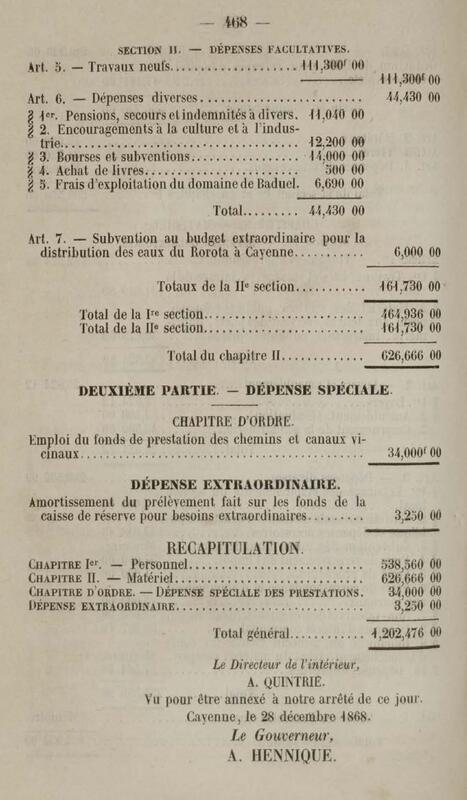 — 468 —
SECTION II. — DÉPENSES FACULTATIVES.
Art. 5. — Travaux neufs.................... 111,300f 00
111,300f 00
Art. 6. — Dépenses diverses........................ 44,430 00
§ 1er. Pensions, secours et indemnités à divers. 11,040 00
§ 2. Encouragements à la culture et à l'indus-
trie................................... 12,200 00
§ 3. Bourses et subventions................ 14,000 00
§ 4. Achat de livres....................... 500 00
§ 5. Frais d'exploitation du domaine de Baduel. 6,690 00
Total......... 44,430 00
Art. 7. — Subvention au budget extraordinaire pour la
distribution des eaux du Rorota à Cayenne........... 6,000 00
Totaux de la IIe section........... 161,730 00
Total de la Ire section......................... 464,936 00
Total de la IIe section......................... 161,730 00
Total du chapitre II............. 626,666 00
DEUXIÈME PARTIE. — DÉPENSE SPÉCIALE.
CHAPITRE D'ORDRE.
Emploi du fonds de prestation des chemins et canaux vi-
cinaux............................................. 34,000f 00
DÉPENSE EXTRAORDINAIRE.
Amortissement du prélèvement fait sur les fonds de la
caisse de réserve pour besoins extraordinaires......... 3,250 00
RECAPITULATION.
CHAPITRE Ier. — Personnel........................... 538,560 00
CHAPITRE II. — Matériel............................. 626,666 00
CHAPITRE D'ORDRE. — DÉPENSE SPÉCIALE DES PRESTATIONS. 34,000 00
DÉPENSE EXTRAORDINAIRE............................. 3,250 00
Total général............ 1,202,476 00
Le Directeur de l'intérieur,
A. QUINTRIE.
Vu pour être annexé à notre arrêté de ce jour.
Cayenne, le 28 décembre 1868.
Le Gouverneur,
A. HENNIQUE.